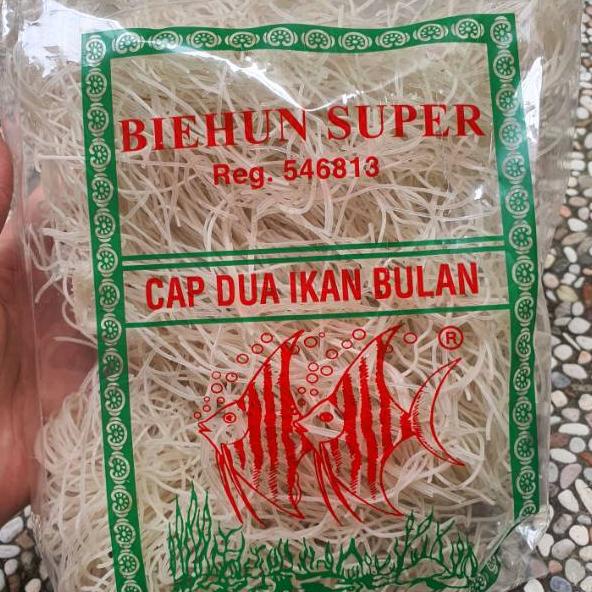 BIEHUN SUPER
Reg. 546813
CAP DUA IKAN BULAN
®